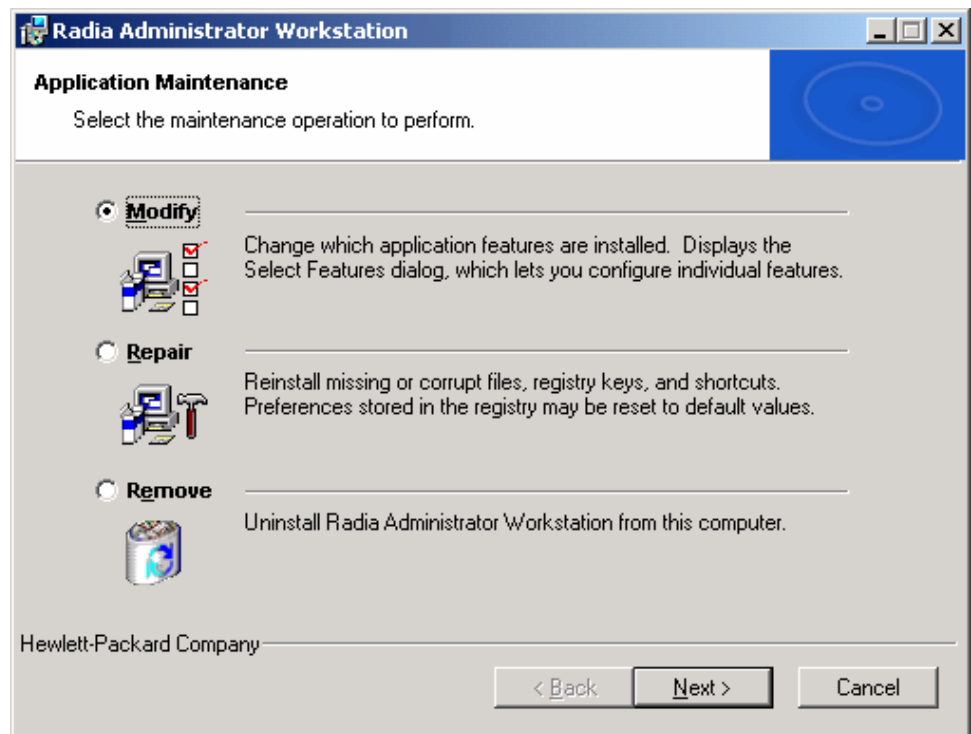 Radia Administrator Workstation
Application Maintenance
Select the maintenance operation to perform.
Modify
Change which application features are installed. Displays the
Select Features dialog, which lets you configure individual features.
Repair
Reinstall missing or corrupt files, registry keys, and shortcuts.
Preferences stored in the registry may be reset to default values.
Remove
Uninstall Radia Administrator Workstation from this computer.
Hewlett-Packard Company
< Back
Next >
Cancel